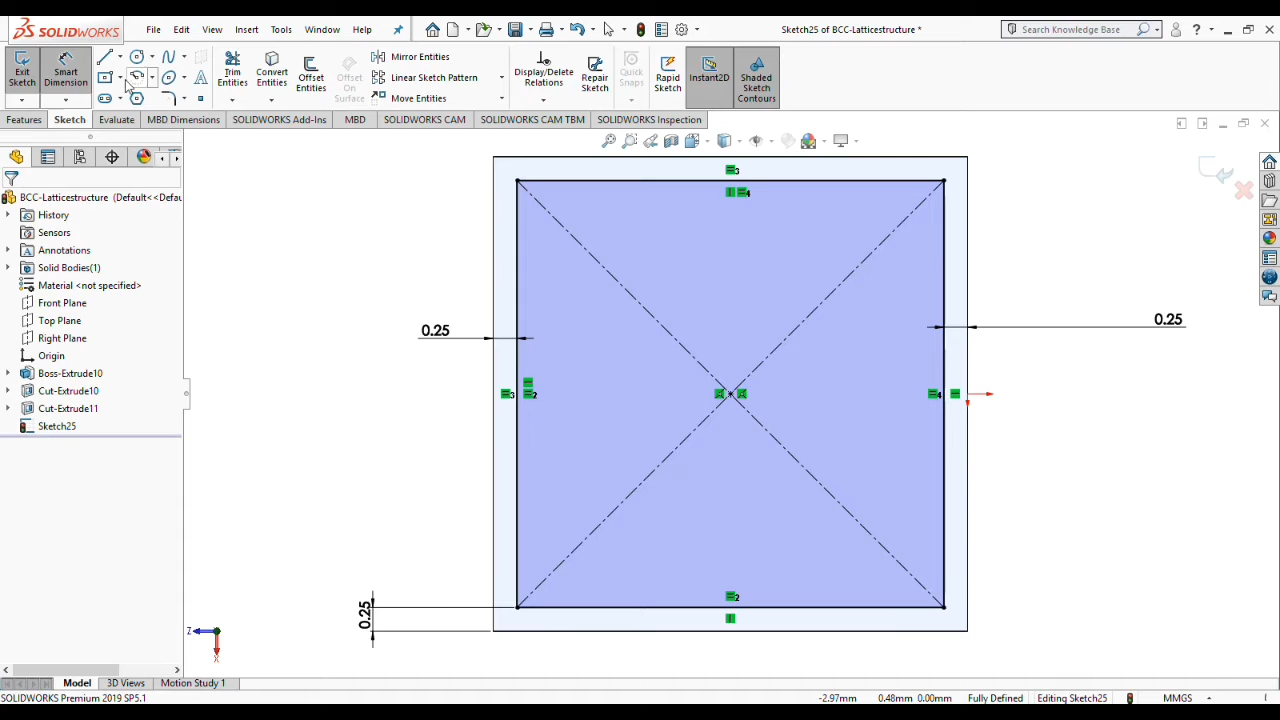 SOLIDWORKS
File Edit View Insert Tools Window Help
Sketch25 of BCC-Latticestructure *
Search Knowledge Base
Exit Sketch
Smart Dimension
Trim Entities
Convert Entities
Offset Entities
Offset On Surface
Mirror Entities
Linear Sketch Pattern
Move Entities
Display/Delete Relations
Repair Sketch
Quick Snaps
Rapid Sketch
Instant2D
Shaded Sketch Contours
Features Sketch Evaluate MBD Dimensions SOLIDWORKS Add-Ins MBD SOLIDWORKS CAM SOLIDWORKS CAM TBM SOLIDWORKS Inspection
BCC-Latticestructure (Default<<Defau
History
Sensors
Annotations
Solid Bodies(1)
Material <not specified>
Front Plane
Top Plane
Right Plane
Origin
Boss-Extrude10
Cut-Extrude10
Cut-Extrude11
Sketch25
3
4
0.25
0.25
3 2 4
2
0.25
Z
X
Model 3D Views Motion Study 1
SOLIDWORKS Premium 2019 SP5.1
-2.97mm 0.48mm 0.00mm Fully Defined Editing Sketch25 MMGS